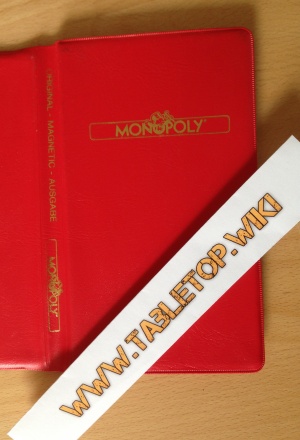 MONOPOLY
ORIGINAL - MAGNETIC - AUSGABE MONOPOLY
WWW.TABLETOP.WIKI